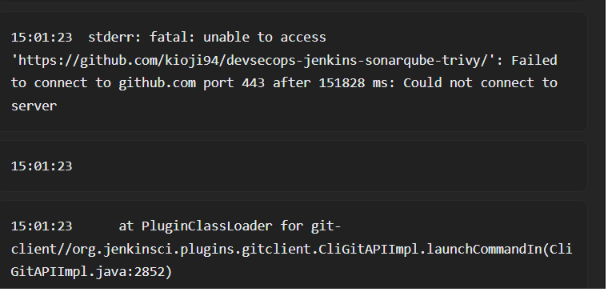 15:01:23  stderr: fatal: unable to access
'https://github.com/kioji94/devsecops-jenkins-sonarqube-trivy/': Failed
to connect to github.com port 443 after 151828 ms: Could not connect to
server
15:01:23
15:01:23      at PluginClassLoader for git-
client//org.jenkinsci.plugins.gitclient.CliGitAPIImpl.launchCommandIn(Cli
GitAPIImpl.java:2852)